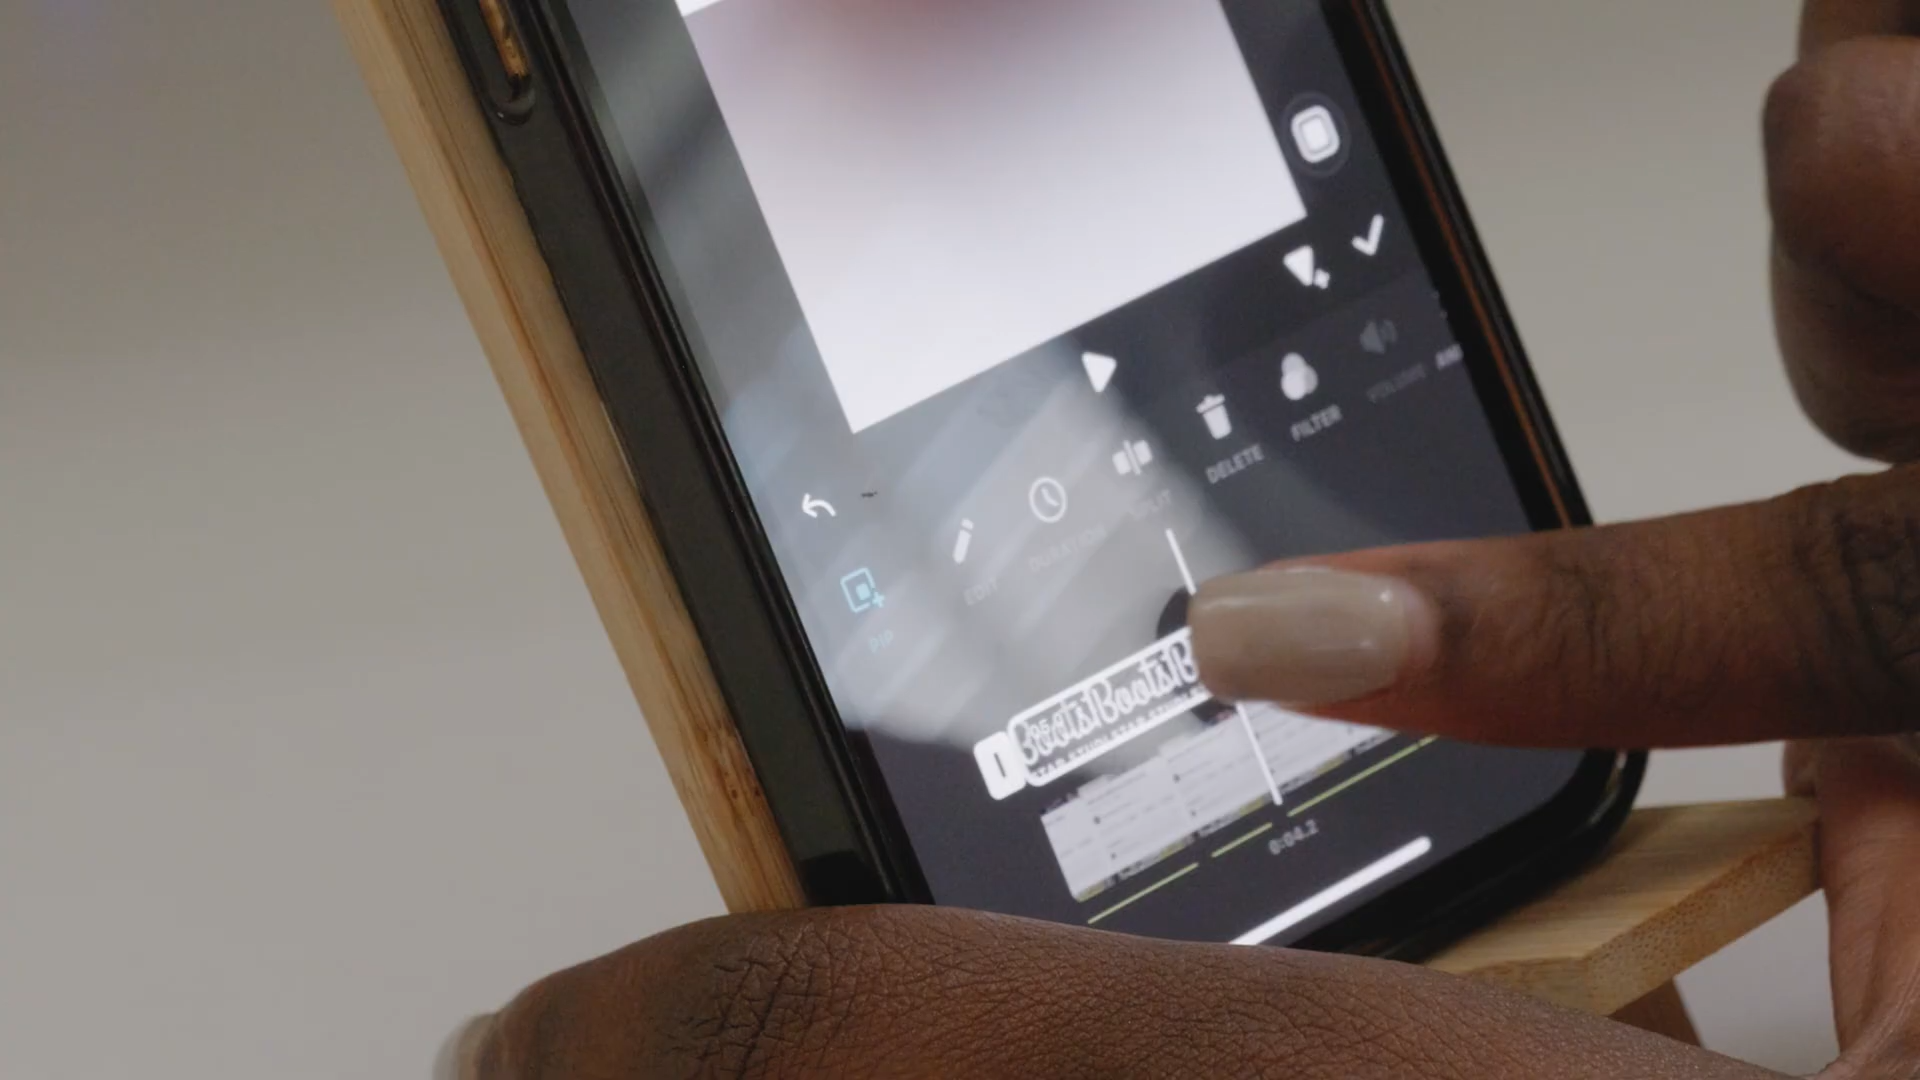 VOLUME
FILTER
DELETE
SPLIT
DURATION
EDIT
PIP
BootsBootsB
0:04.2